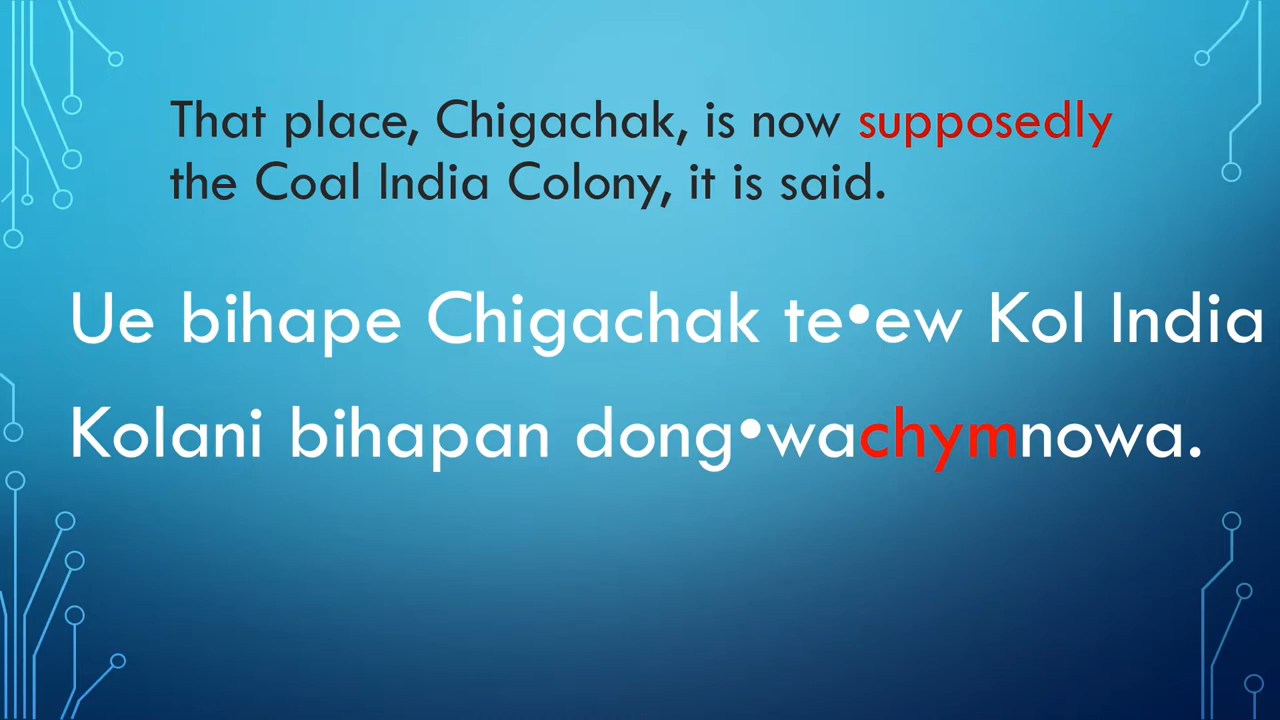 That place, Chigachak, is now supposedly
the Coal India Colony, it is said.
Ue bihape Chigachak te•ew Kol India
Kolani bihapan dong•wachymnowa.